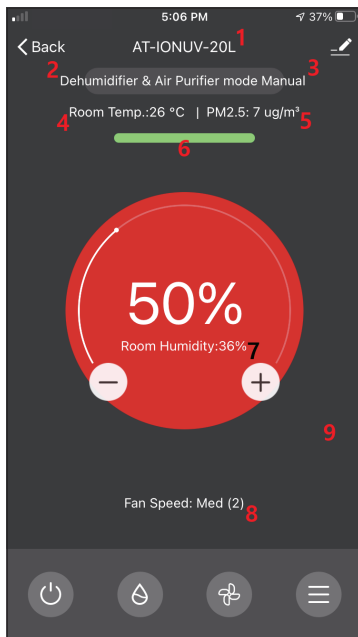 5:06 PM 37%
Back AT-IONUV-20L 1
2 3
Dehumidifier & Air Purifier mode Manual
4 Room Temp.:26 °C | PM2.5: 7 ug/m³ 5
6
50%
Room Humidity:36% 7
− +
9
Fan Speed: Med (2) 8